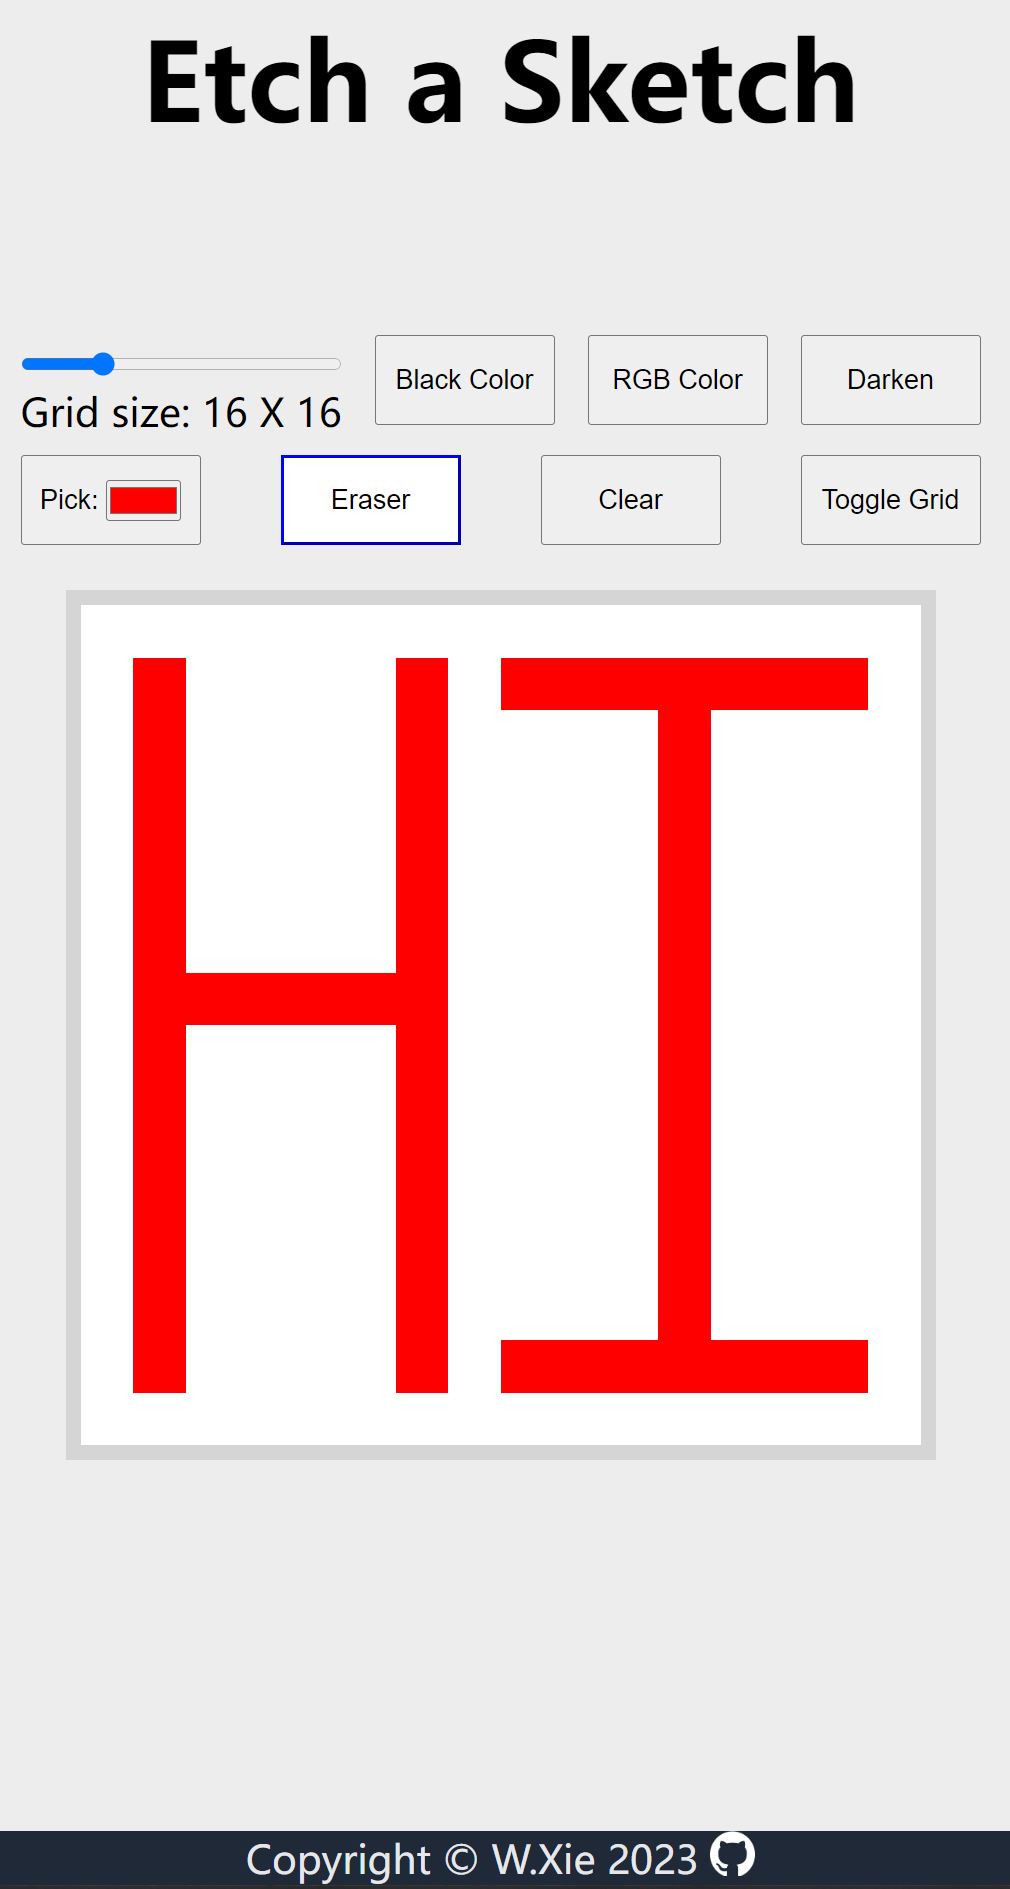 Etch a Sketch
Black Color
RGB Color
Darken
Grid size: 16 X 16
Pick:
Eraser
Clear
Toggle Grid
HI
Copyright © W.Xie 2023